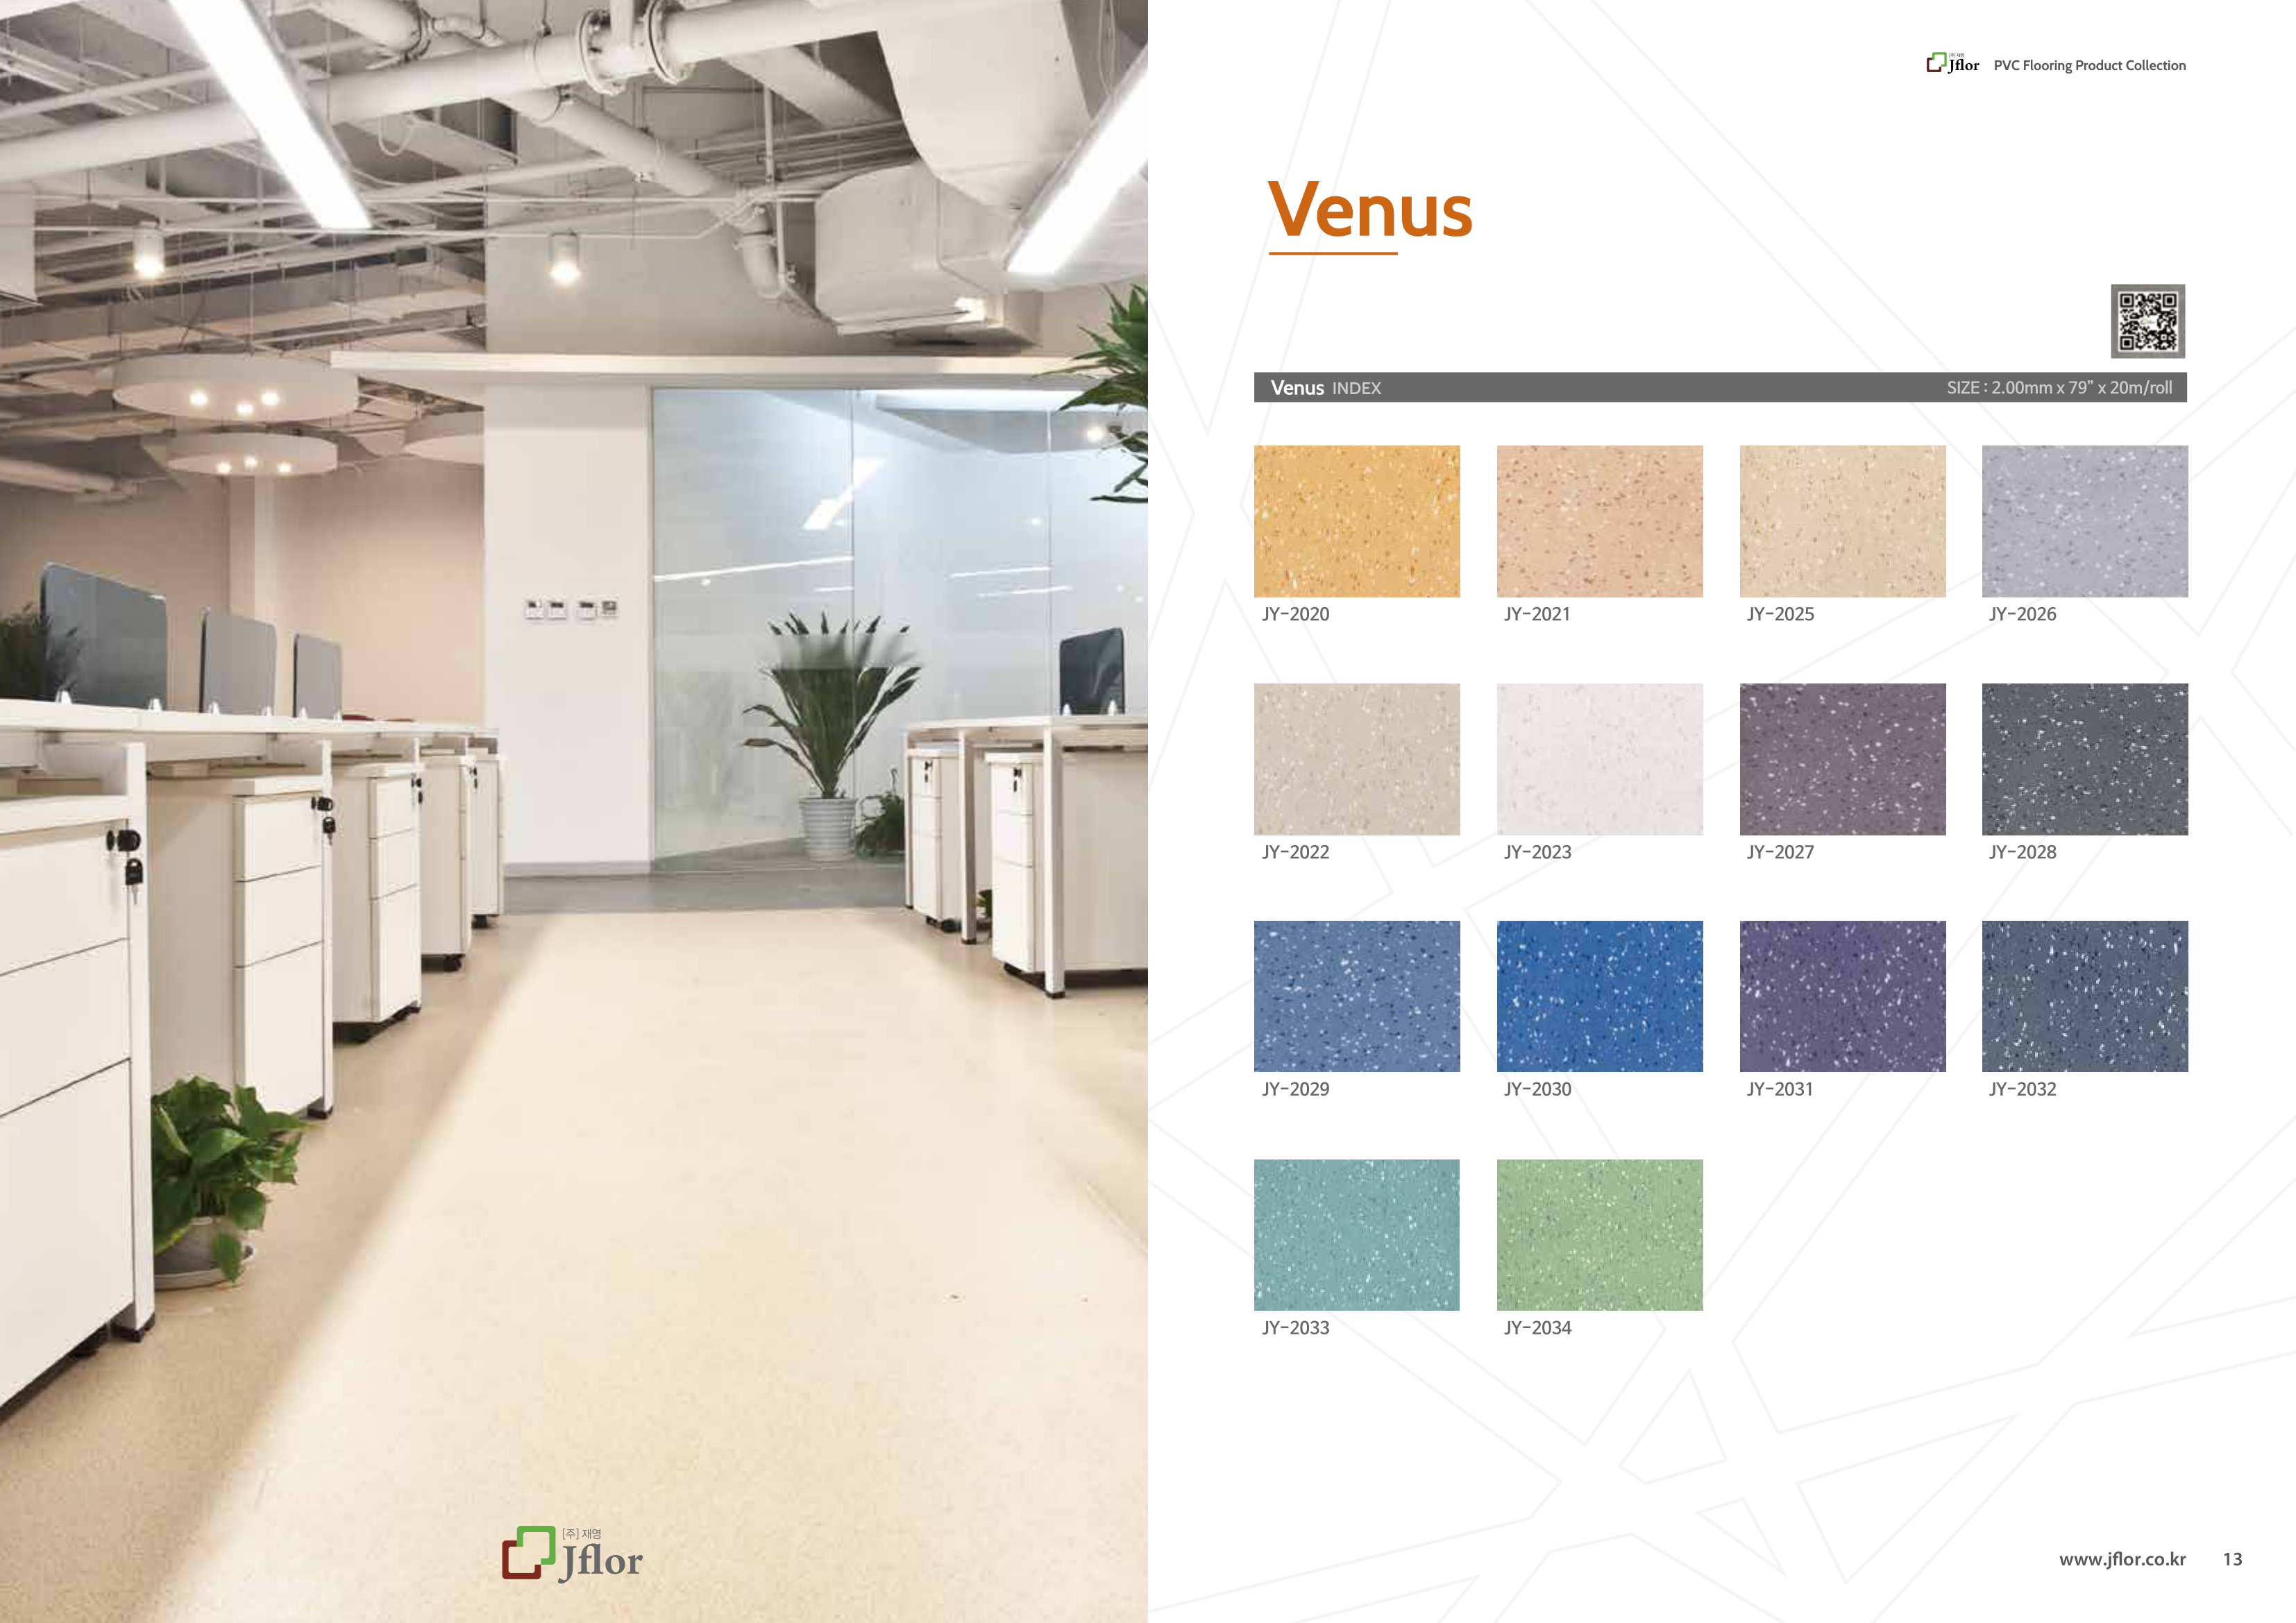 [주] 재영
Jflor
Jflor PVC Flooring Product Collection
Venus
Venus INDEX
SIZE : 2.00mm x 79” x 20m/roll
JY-2020 JY-2021 JY-2025 JY-2026
JY-2022 JY-2023 JY-2027 JY-2028
JY-2029 JY-2030 JY-2031 JY-2032
JY-2033 JY-2034
www.jflor.co.kr 13